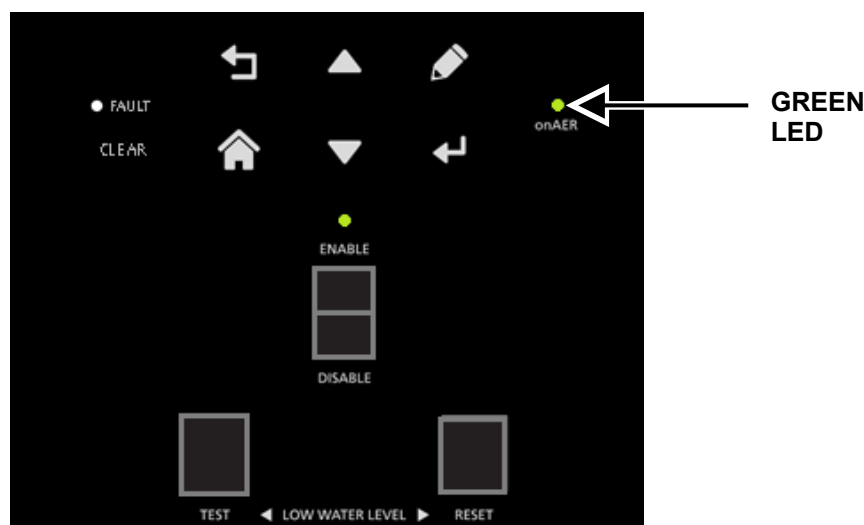 FAULT
GREEN
LED
onAER
CLEAR
ENABLE
DISABLE
TEST ◀ LOW WATER LEVEL ▶ RESET